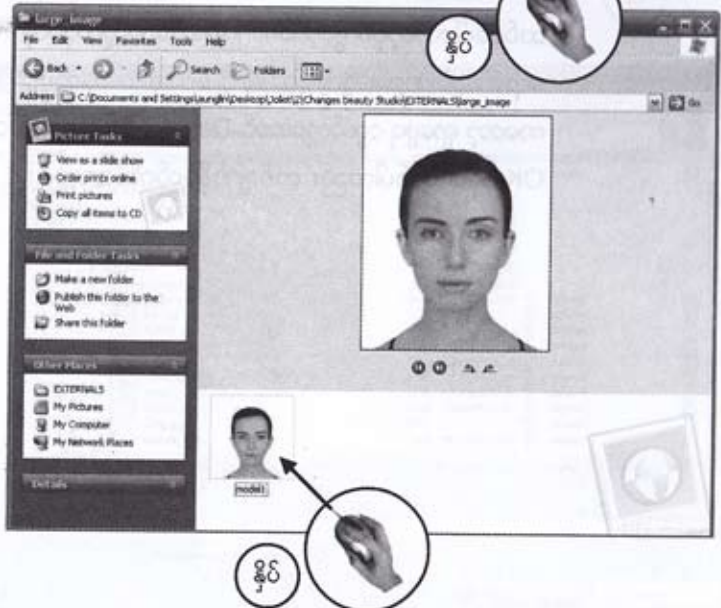 large_image
File Edit View Favorites Tools Help
Back Search Folders
Address C:\Documents and Settings\aunglin\Desktop\Joliet\2\Changes beauty Studio\EXTERNALS\large_image Go
နှိပ်
Picture Tasks
View as a slide show
Order prints online
Print pictures
Copy all items to CD
File and Folder Tasks
Make a new folder
Publish this folder to the
Web
Share this folder
Other Places
EXTERNALS
My Pictures
My Computer
My Network Places
Details
model1
နှိပ်